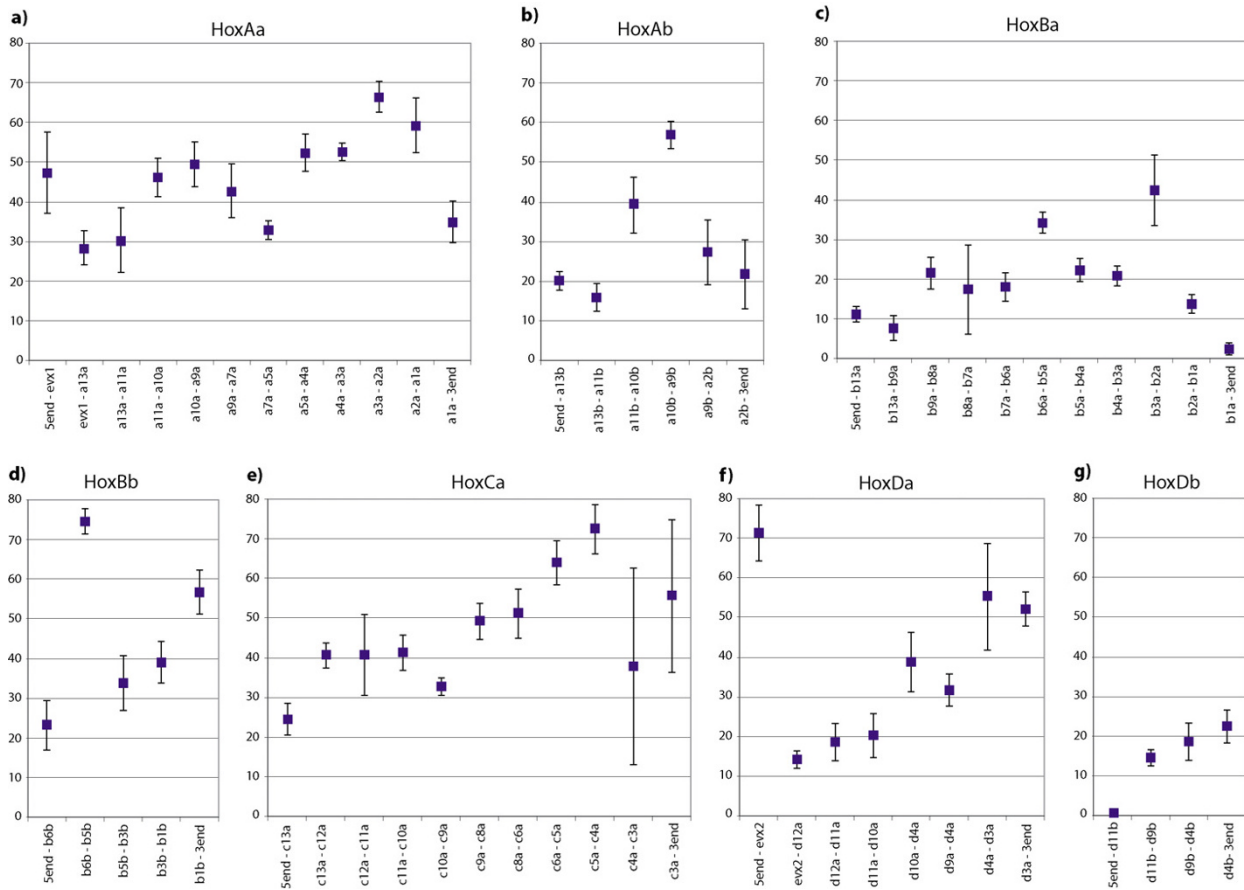 a)
HoxAa
80
70
60
50
40
30
20
10
0
5end - evx1
evx1 - a13a
a13a - a11a
a11a - a10a
a10a - a9a
a9a - a7a
a7a - a5a
a5a - a4a
a4a - a3a
a3a - a2a
a2a - a1a
a1a - 3end
b)
HoxAb
80
70
60
50
40
30
20
10
0
5end - a13b
a13b - a11b
a11b - a10b
a10b - a9b
a9b - a2b
a2b - 3end
c)
HoxBa
80
70
60
50
40
30
20
10
0
5end - b13a
b13a - b9a
b9a - b8a
b8a - b7a
b7a - b6a
b6a - b5a
b5a - b4a
b4a - b3a
b3a - b2a
b2a - b1a
b1a - 3end
d)
HoxBb
80
70
60
50
40
30
20
10
0
5end - b6b
b6b - b5b
b5b - b3b
b3b - b1b
b1b - 3end
e)
HoxCa
80
70
60
50
40
30
20
10
0
5end - c13a
c13a - c12a
c12a - c11a
c11a - c10a
c10a - c9a
c9a - c8a
c8a - c6a
c6a - c5a
c5a - c4a
c4a - c3a
c3a - 3end
f)
HoxDa
80
70
60
50
40
30
20
10
0
5end - evx2
evx2 - d12a
d12a - d11a
d11a - d10a
d10a - d4a
d9a - d4a
d4a - d3a
d3a - 3end
g)
HoxDb
80
70
60
50
40
30
20
10
0
5end - d11b
d11b - d9b
d9b - d4b
d4b- 3end